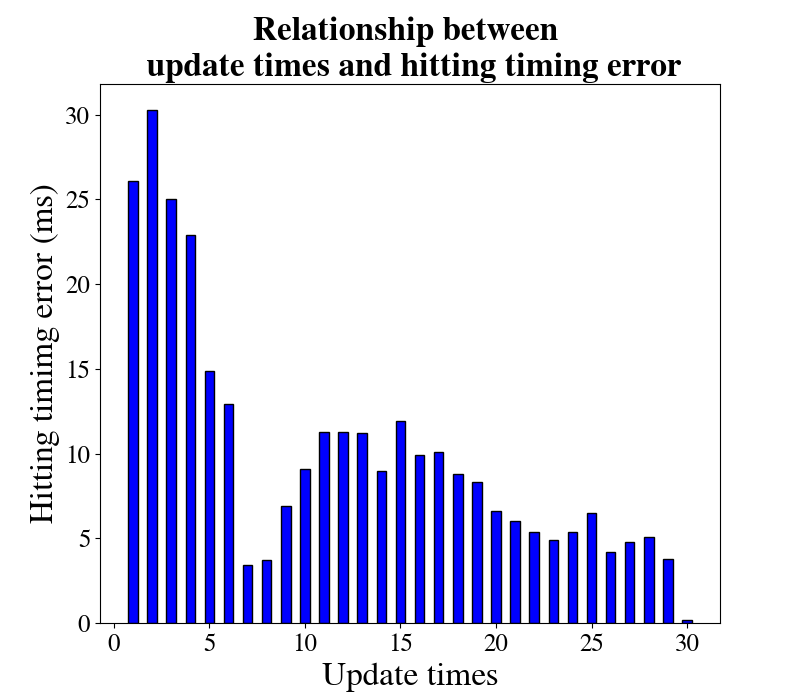 Relationship between
update times and hitting timing error
Hitting timimg error (ms)
30
25
20
15
10
5
0
0 5 10 15 20 25 30
Update times